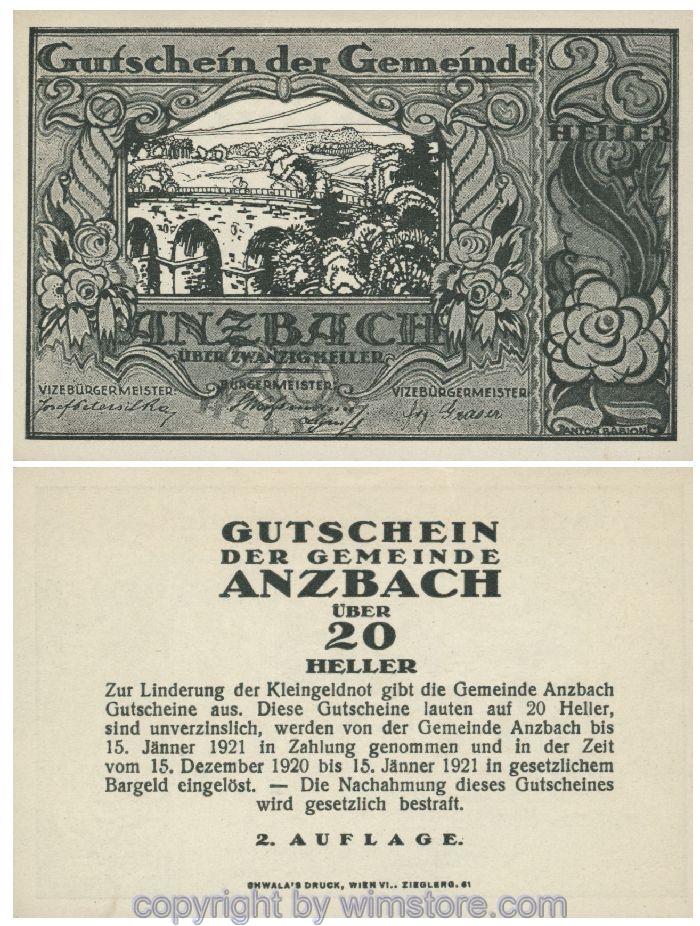 Gutschein der Gemeinde
20
20
20
HELLER
ANZBACH
ÜBER ZWANZIG HELLER
VIZEBÜRGERMEISTER
BÜRGERMEISTER
VIZEBÜRGERMEISTER
Graser
ANTON BABION
GUTSCHEIN
DER GEMEINDE
ANZBACH
ÜBER
20
HELLER
Zur Linderung der Kleingeldnot gibt die Gemeinde Anzbach
Gutscheine aus. Diese Gutscheine lauten auf 20 Heller,
sind unverzinslich, werden von der Gemeinde Anzbach bis
15. Jänner 1921 in Zahlung genommen und in der Zeit
vom 15. Dezember 1920 bis 15. Jänner 1921 in gesetzlichem
Bargeld eingelöst. — Die Nachahmung dieses Gutscheines
wird gesetzlich bestraft.
2. AUFLAGE.
CHWALA'S DRUCK, WIEN VI., ZIEGLERG. 61
copyright by wimstore.com